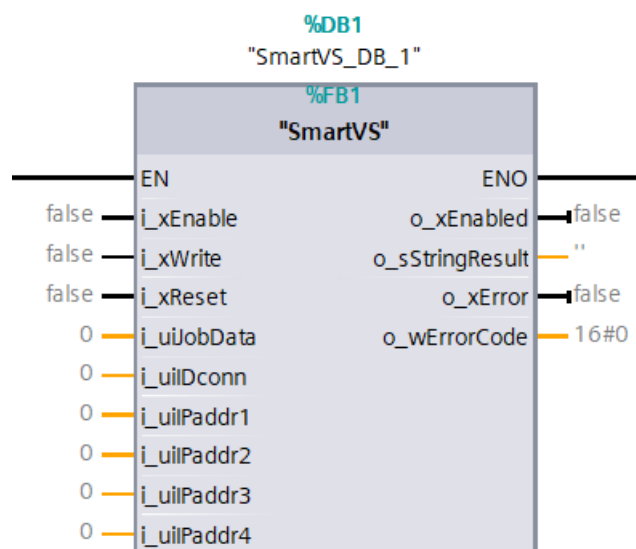 %DB1
"SmartVS_DB_1"
%FB1
"SmartVS"
EN ENO
false i_xEnable o_xEnabled false
false i_xWrite o_sStringResult ''
false i_xReset o_xError false
0 i_uiJobData o_wErrorCode 16#0
0 i_uiIDconn
0 i_uiIPaddr1
0 i_uiIPaddr2
0 i_uiIPaddr3
0 i_uiIPaddr4